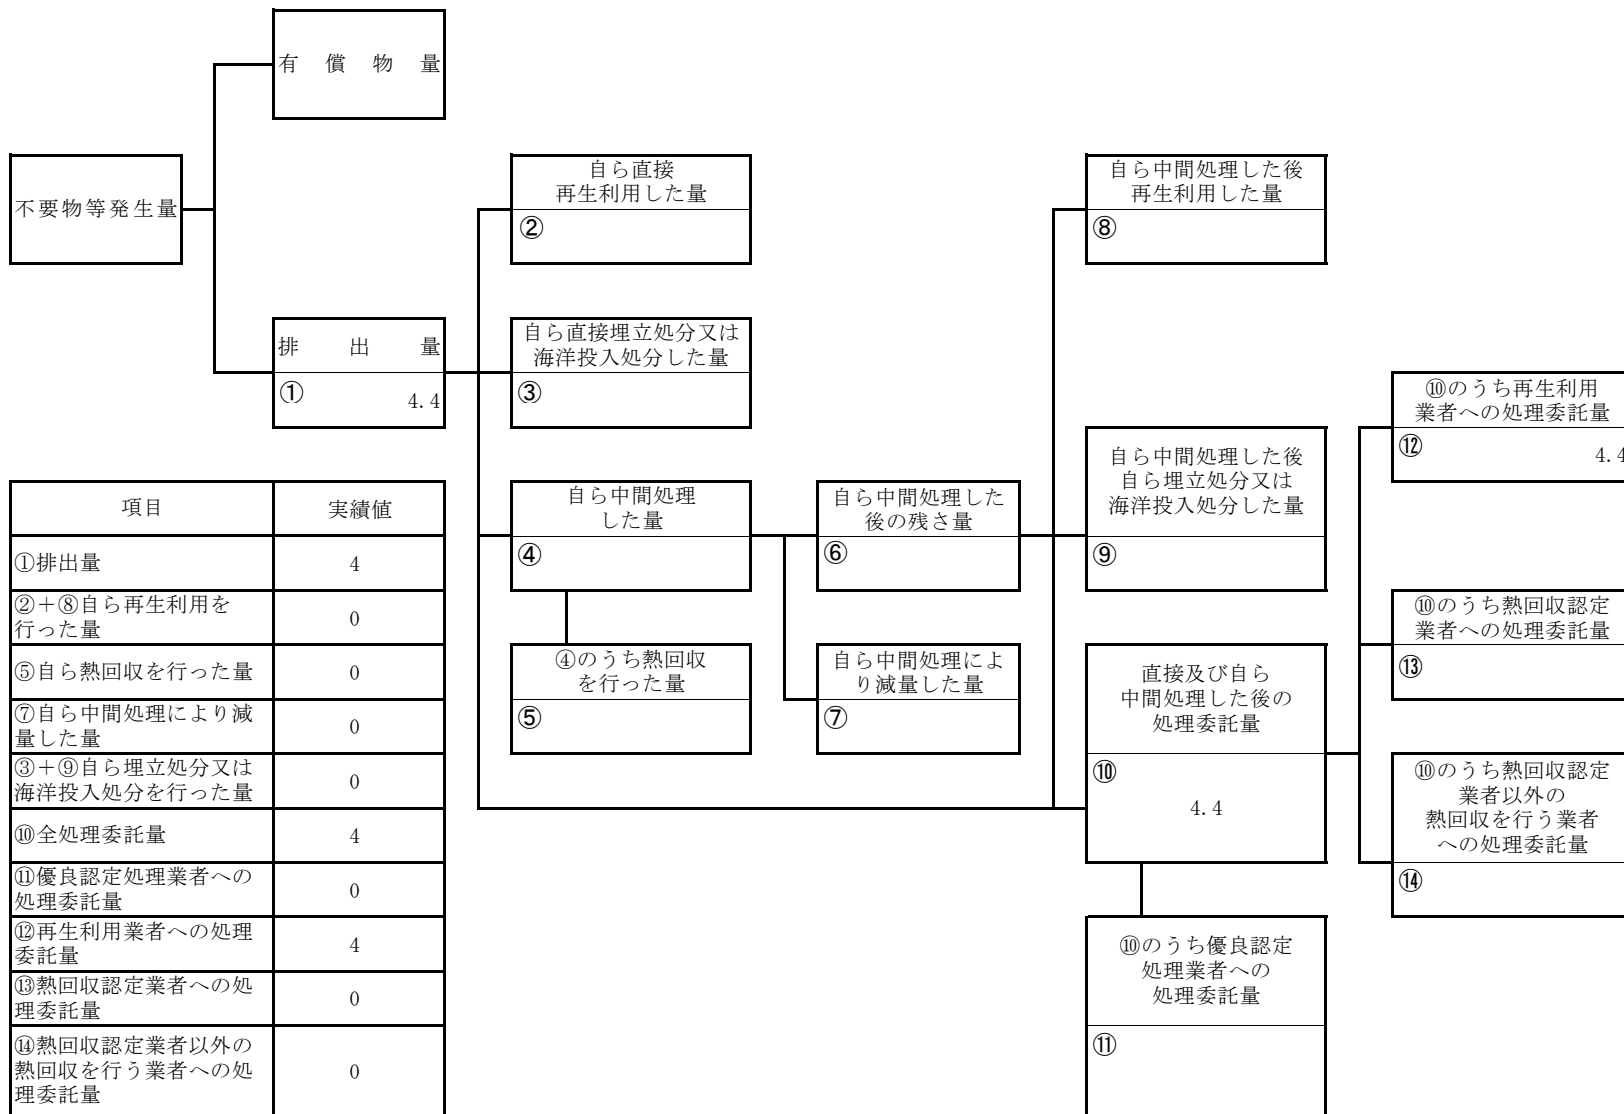 有償物量
不要物等発生量
排出量
①
4.4
自ら直接
再生利用した量
②
自ら直接埋立処分又は
海洋投入処分した量
③
自ら中間処理
した量
④
④のうち熱回収
を行った量
⑤
自ら中間処理した
後の残さ量
⑥
自ら中間処理によ
り減量した量
⑦
自ら中間処理した後
再生利用した量
⑧
自ら中間処理した後
自ら埋立処分又は
海洋投入処分した量
⑨
直接及び自ら
中間処理した後の
処理委託量
⑩
4.4
⑩のうち優良認定
処理業者への
処理委託量
⑪
⑩のうち再生利用
業者への処理委託量
⑫
4.4
⑩のうち熱回収認定
業者への処理委託量
⑬
⑩のうち熱回収認定
業者以外の
熱回収を行う業者
への処理委託量
⑭
項目 実績値
①排出量 4
②+⑧自ら再生利用を
行った量 0
⑤自ら熱回収を行った量 0
⑦自ら中間処理により減
量した量 0
③+⑨自ら埋立処分又は
海洋投入処分を行った量 0
⑩全処理委託量 4
⑪優良認定処理業者への
処理委託量 0
⑫再生利用業者への処理
委託量 4
⑬熱回収認定業者への処
理委託量 0
⑭熱回収認定業者以外の
熱回収を行う業者への処
理委託量 0